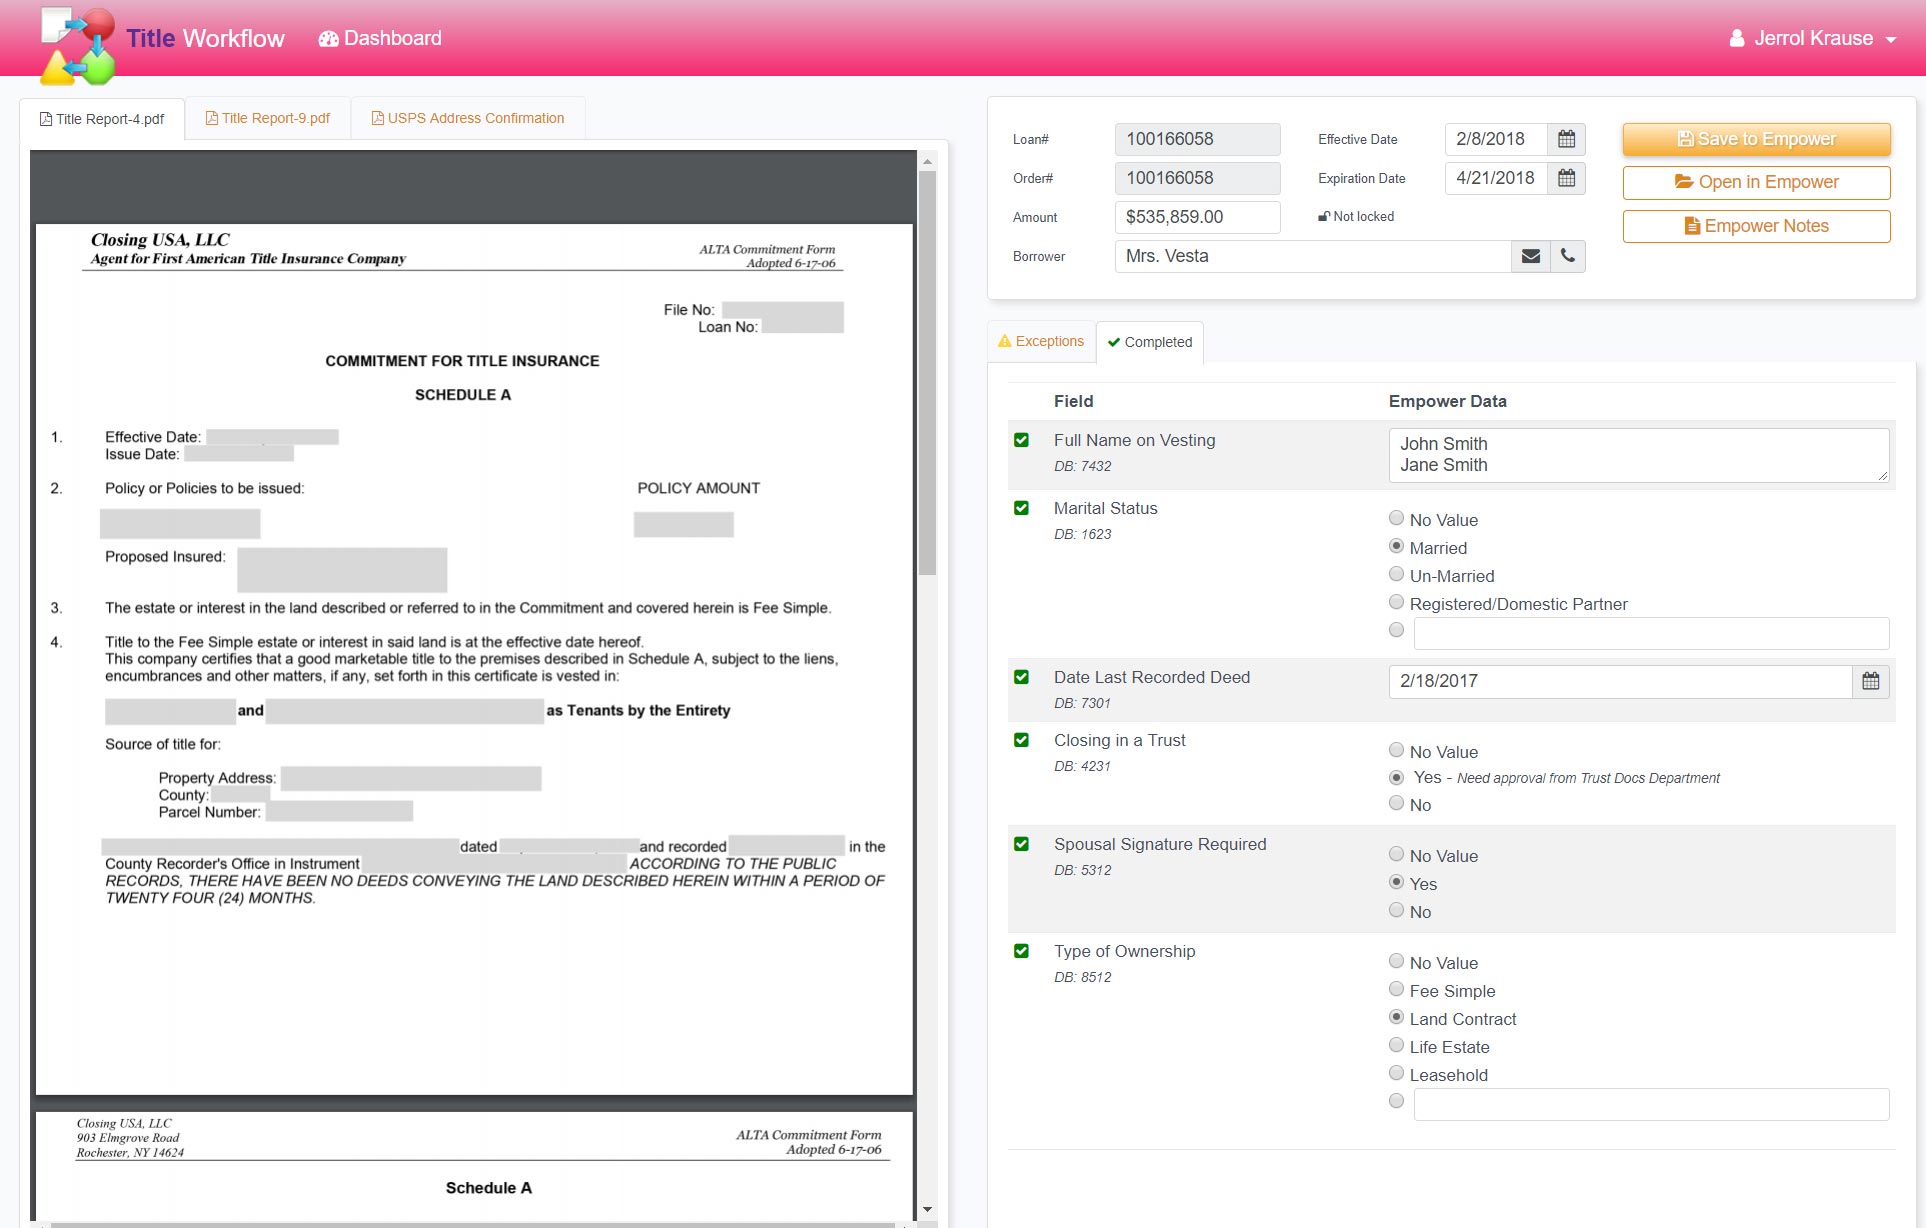 Title Workflow
Dashboard
Jerrol Krause
Title Report-4.pdf
Title Report-9.pdf
USPS Address Confirmation
Closing USA, LLC
Agent for First American Title Insurance Company
ALTA Commitment Form
Adopted 6-17-06
File No:
Loan No:
COMMITMENT FOR TITLE INSURANCE
SCHEDULE A
1. Effective Date:
Issue Date:
2. Policy or Policies to be issued: POLICY AMOUNT
Proposed Insured:
3. The estate or interest in the land described or referred to in the Commitment and covered herein is Fee Simple.
4. Title to the Fee Simple estate or interest in said land is at the effective date hereof.
This company certifies that a good marketable title to the premises described in Schedule A, subject to the liens,
encumbrances and other matters, if any, set forth in this certificate is vested in:
and as Tenants by the Entirety
Source of title for:
Property Address:
County:
Parcel Number:
dated and recorded in the
County Recorder's Office in Instrument ACCORDING TO THE PUBLIC
RECORDS, THERE HAVE BEEN NO DEEDS CONVEYING THE LAND DESCRIBED HEREIN WITHIN A PERIOD OF
TWENTY FOUR (24) MONTHS.
Closing USA, LLC
903 Elmgrove Road
Rochester, NY 14624
ALTA Commitment Form
Adopted 6-17-06
Schedule A
Loan# 100166058
Effective Date 2/8/2018
Order# 100166058
Expiration Date 4/21/2018
Amount $535,859.00
Not locked
Borrower Mrs. Vesta
Save to Empower
Open in Empower
Empower Notes
Exceptions
Completed
Field Empower Data
Full Name on Vesting
DB: 7432
John Smith
Jane Smith
Marital Status
DB: 1623
No Value
Married
Un-Married
Registered/Domestic Partner
Date Last Recorded Deed
DB: 7301
2/18/2017
Closing in a Trust
DB: 4231
No Value
Yes - Need approval from Trust Docs Department
No
Spousal Signature Required
DB: 5312
No Value
Yes
No
Type of Ownership
DB: 8512
No Value
Fee Simple
Land Contract
Life Estate
Leasehold